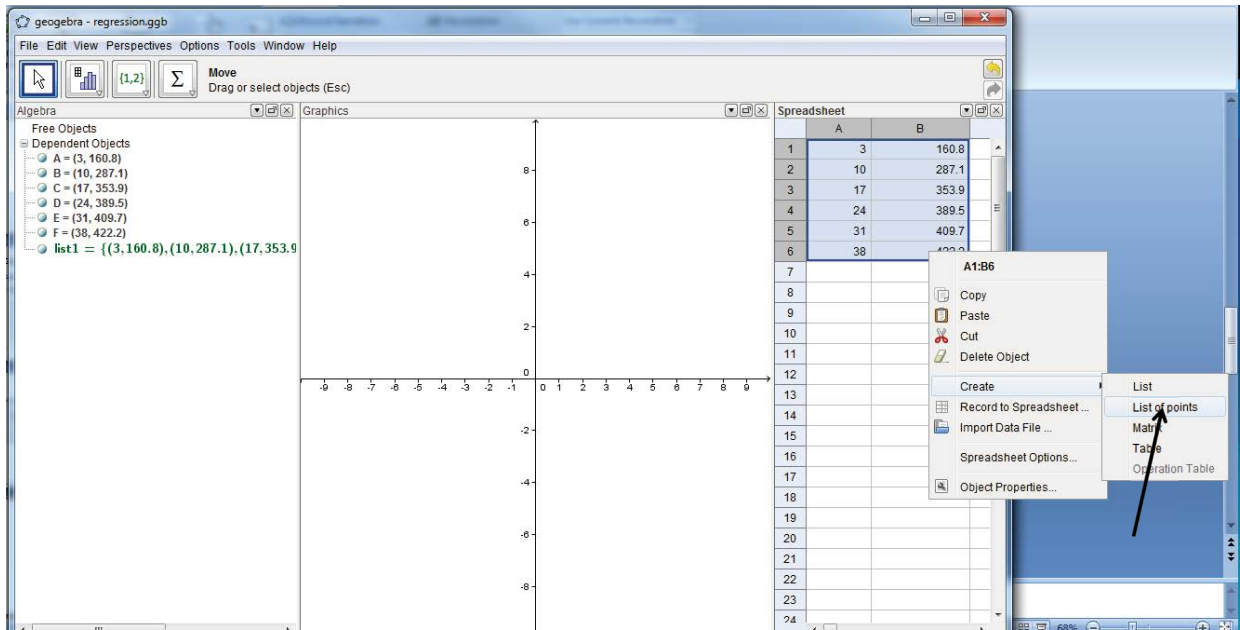 geogebra - regression.ggb
File Edit View Perspectives Options Tools Window Help
{1,2} Σ
Move
Drag or select objects (Esc)
Algebra
Free Objects
Dependent Objects
A = (3, 160.8)
B = (10, 287.1)
C = (17, 353.9)
D = (24, 389.5)
E = (31, 409.7)
F = (38, 422.2)
list1 = {(3,160.8),(10,287.1),(17,353.9
Graphics
8
6
4
2
0
-9 -8 -7 -6 -5 -4 -3 -2 -1 0 1 2 3 4 5 6 7 8 9
-2
-4
-6
-8
Spreadsheet
A B
1 3 160.8
2 10 287.1
3 17 353.9
4 24 389.5
5 31 409.7
6 38 422.2
7
8
9
10
11
12
13
14
15
16
17
18
19
20
21
22
23
24
A1:B6
Copy
Paste
Cut
Delete Object
Create
Record to Spreadsheet ...
Import Data File ...
Spreadsheet Options...
Object Properties...
List
List of points
Matrix
Table
Operation Table
68%